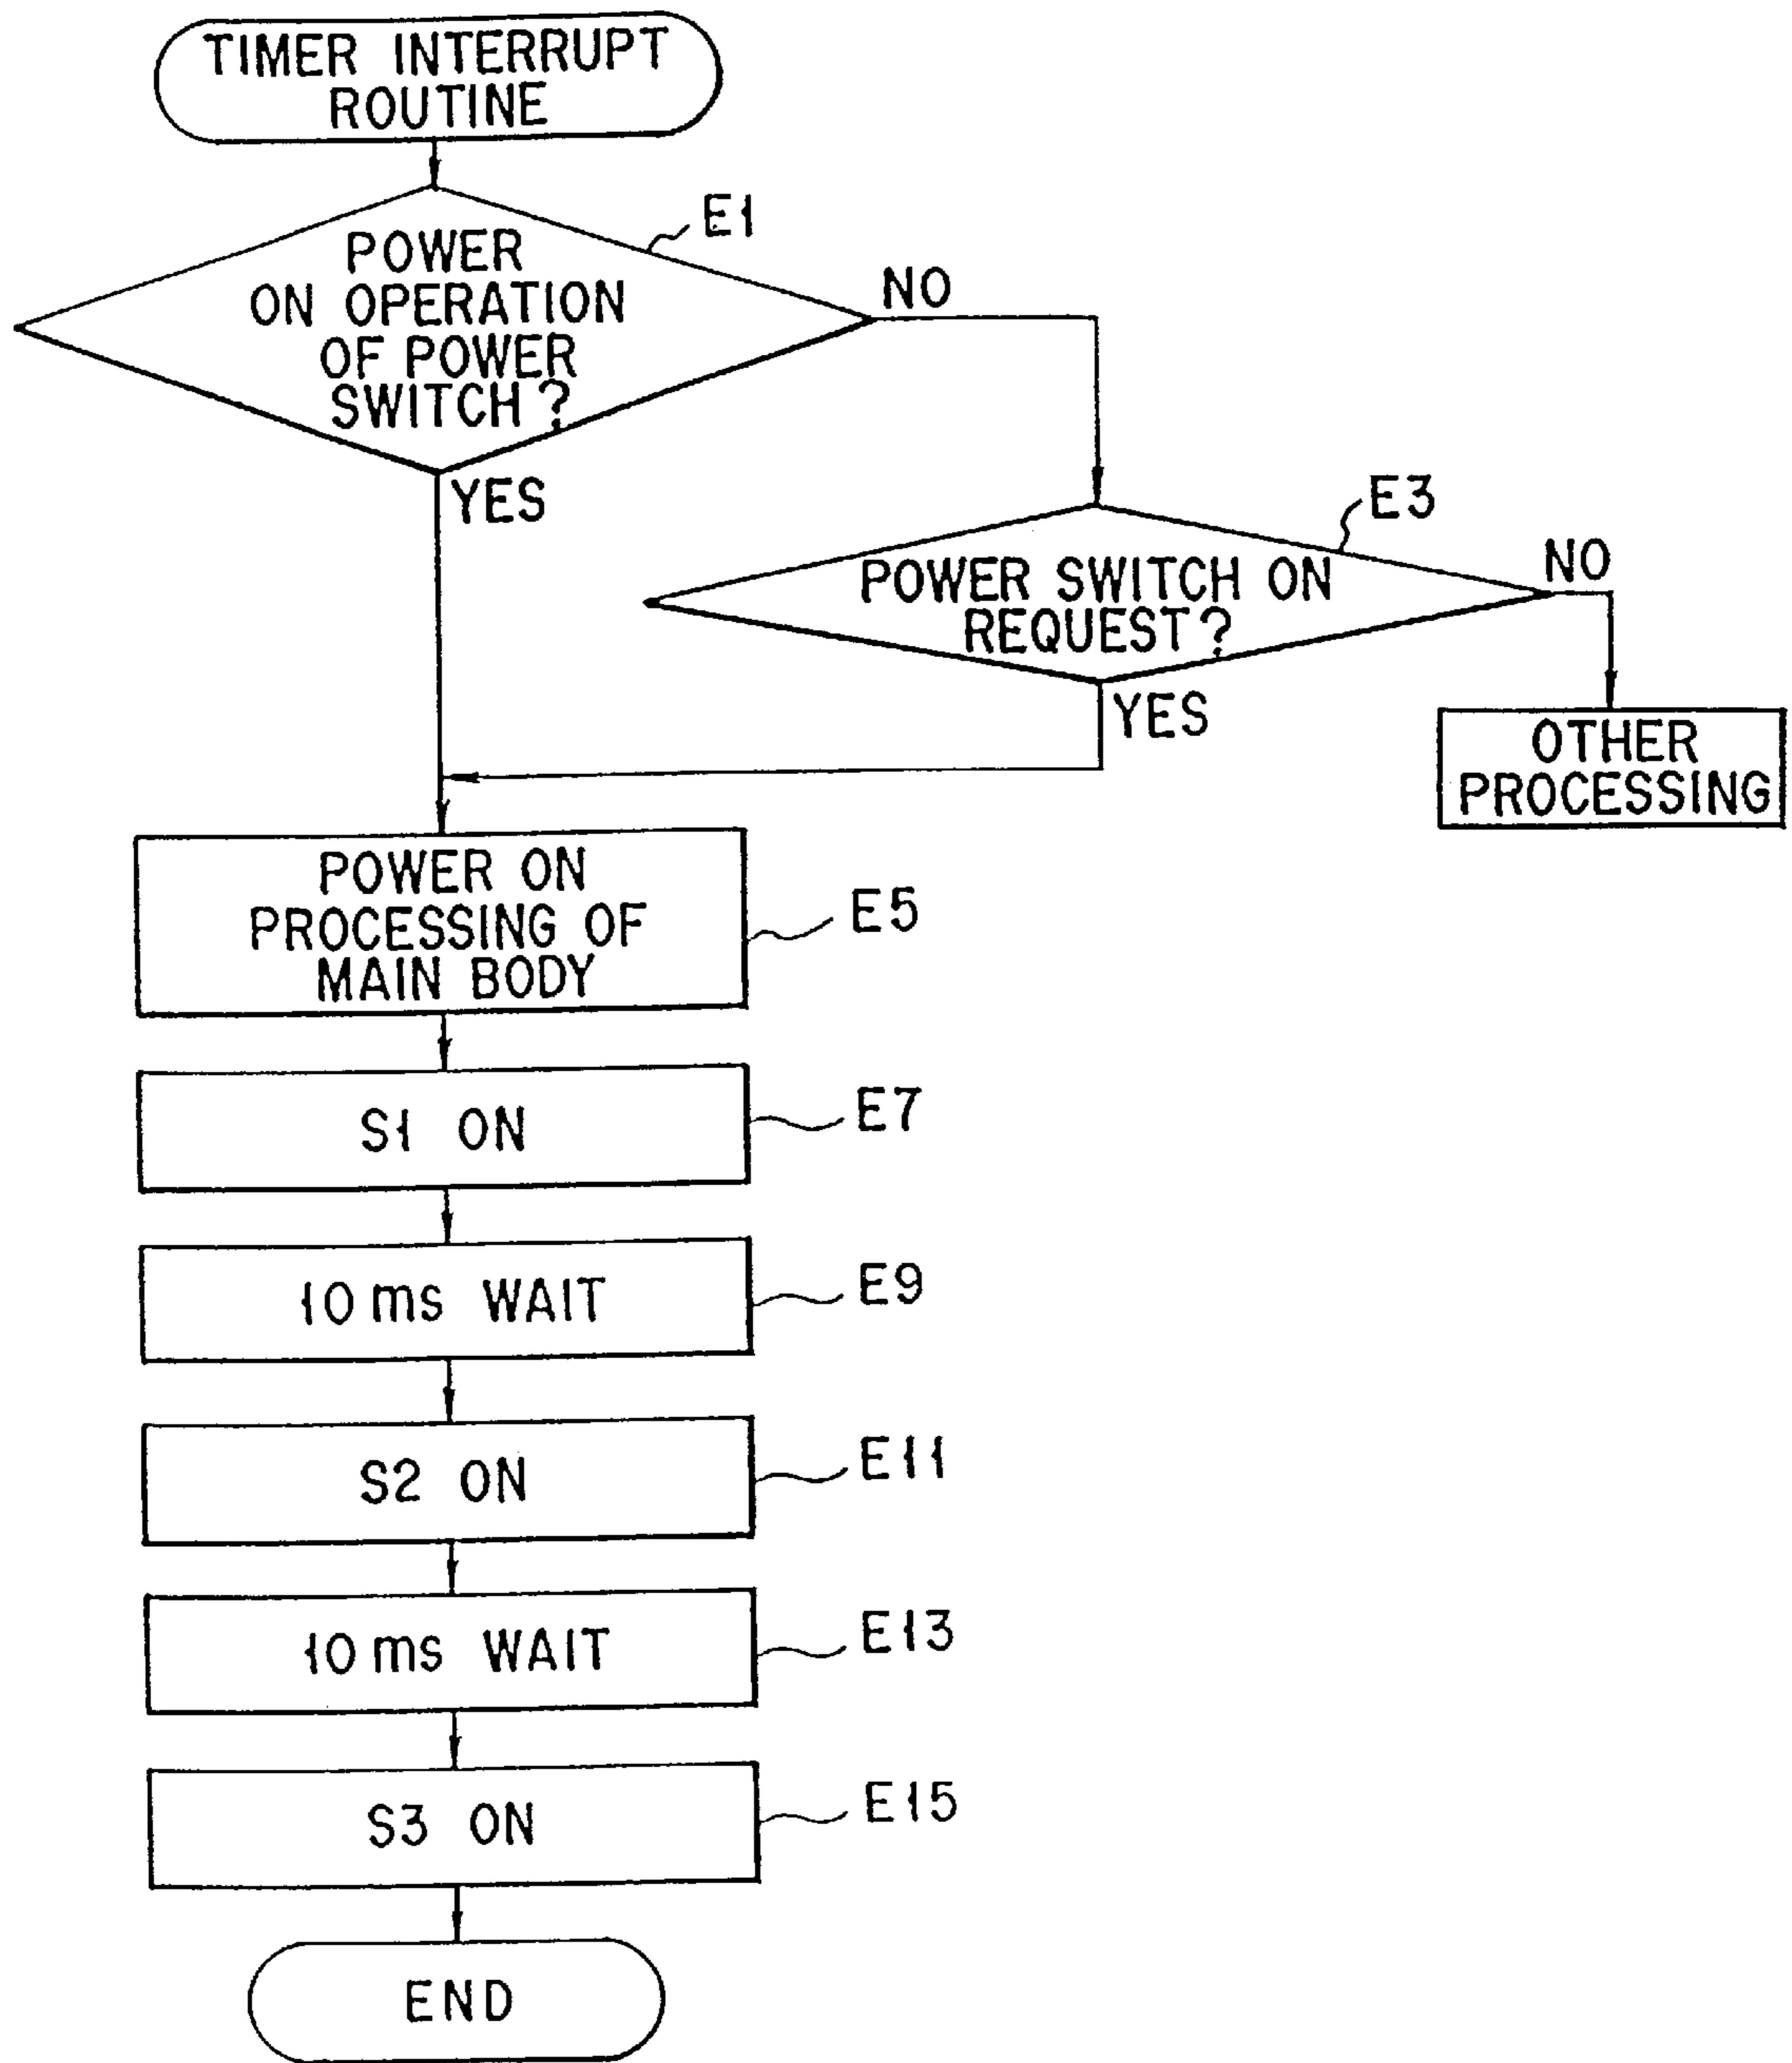 TIMER INTERRUPT
ROUTINE
E1
POWER
ON OPERATION
OF POWER
SWITCH?
NO
YES
E3
POWER SWITCH ON
REQUEST?
NO
YES
OTHER
PROCESSING
POWER ON
PROCESSING OF
MAIN BODY
E5
S1 ON
E7
10 ms WAIT
E9
S2 ON
E11
10 ms WAIT
E13
S3 ON
E15
END